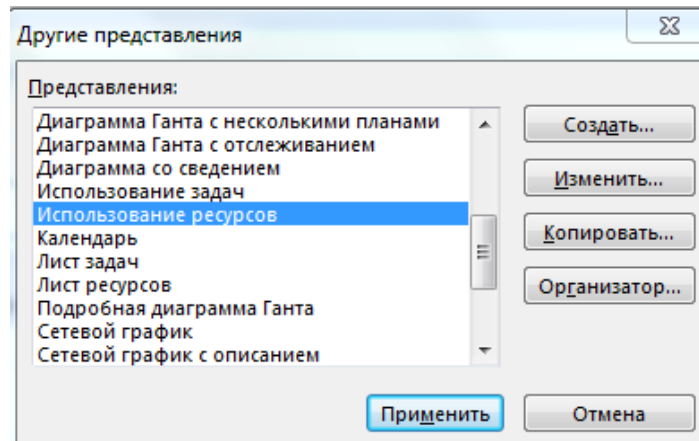 Другие представления
Представления:
Диаграмма Ганта с несколькими планами
Диаграмма Ганта с отслеживанием
Диаграмма со сведением
Использование задач
Использование ресурсов
Календарь
Лист задач
Лист ресурсов
Подробная диаграмма Ганта
Сетевой график
Сетевой график с описанием
Создать...
Изменить...
Копировать...
Организатор...
Применить
Отмена